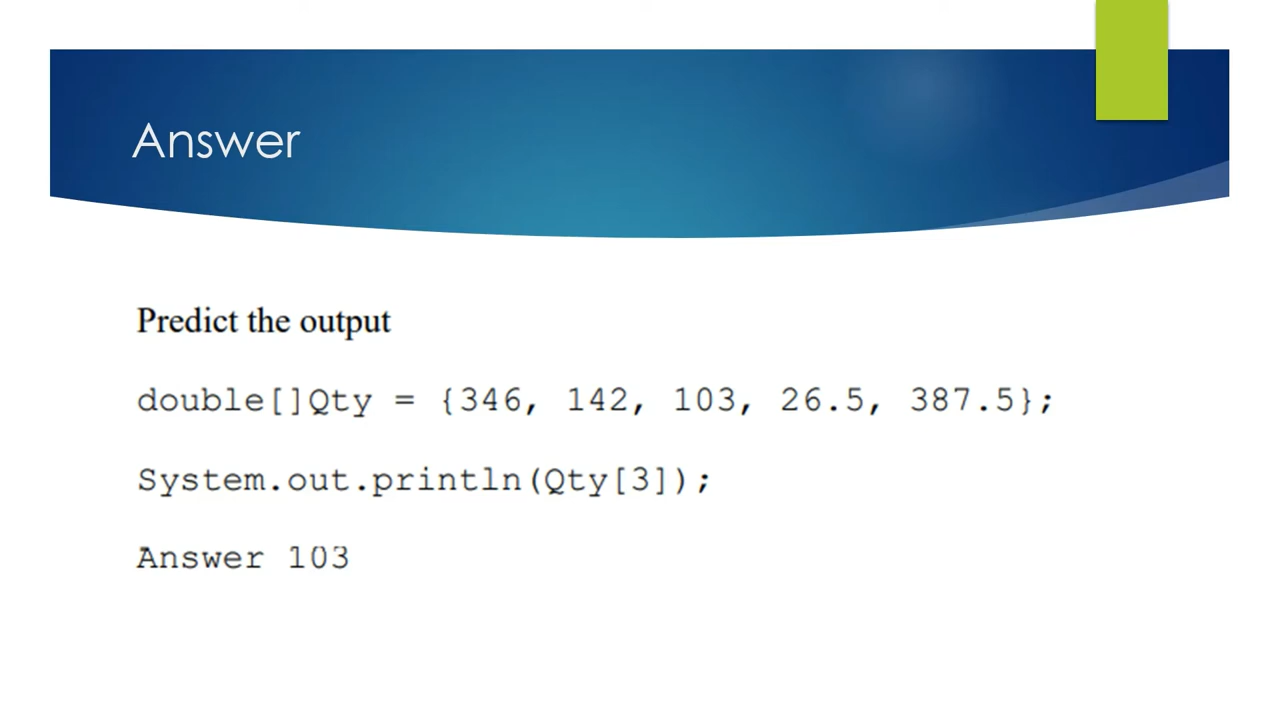 Answer
Predict the output
double[]Qty = {346, 142, 103, 26.5, 387.5};
System.out.println(Qty[3]);
Answer 103